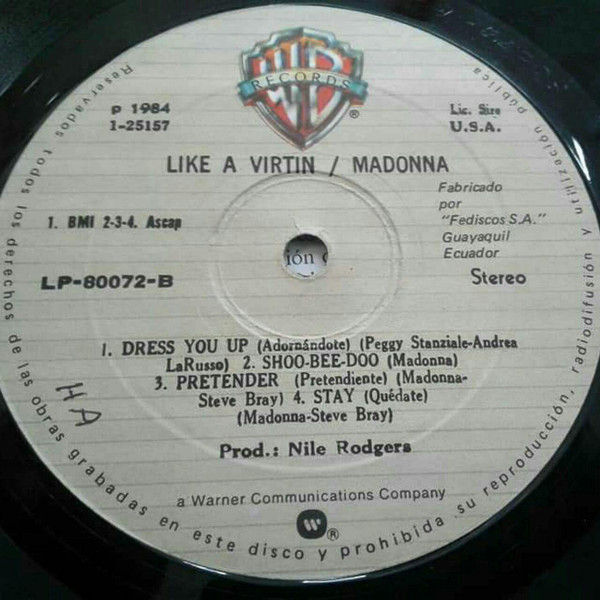 RECORDS
®
P 1984
1-25157
Lic. Sire
U.S.A.
LIKE A VIRTIN / MADONNA
Fabricado
por
"Fediscos S.A."
Guayaquil
Ecuador
1. BMI 2-3-4. Ascap
LP-80072-B
Stereo
ión
1. DRESS YOU UP (Adornándote) (Peggy Stanziale-Andrea
LaRusso) 2. SHOO-BEE-DOO (Madonna)
3. PRETENDER (Pretendiente) (Madonna-
Steve Bray) 4. STAY (Quédate)
(Madonna-Steve Bray)
HA
Prod.: Nile Rodgers
a Warner Communications Company
®
Reservados todos los derechos de las obras grabadas en este disco y prohibida su reproducción, radiodifusión y utilización pública